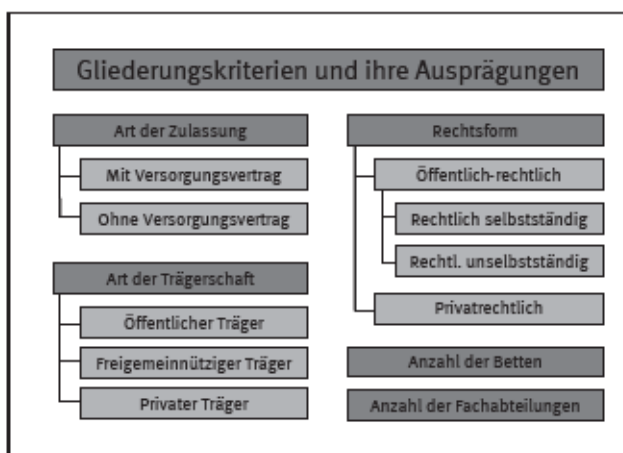 Gliederungskriterien und ihre Ausprägungen
Art der Zulassung
Mit Versorgungsvertrag
Ohne Versorgungsvertrag
Art der Trägerschaft
Öffentlicher Träger
Freigemeinnütziger Träger
Privater Träger
Rechtsform
Öffentlich-rechtlich
Rechtlich selbstständig
Rechtl. unselbstständig
Privatrechtlich
Anzahl der Betten
Anzahl der Fachabteilungen